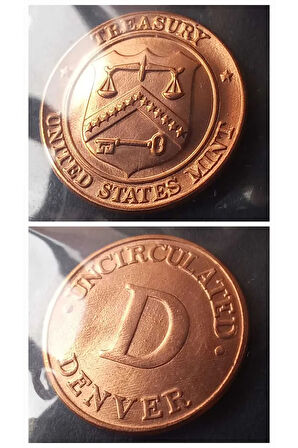 TREASURY
UNITED STATES MINT
UNCIRCULATED
D
DENVER